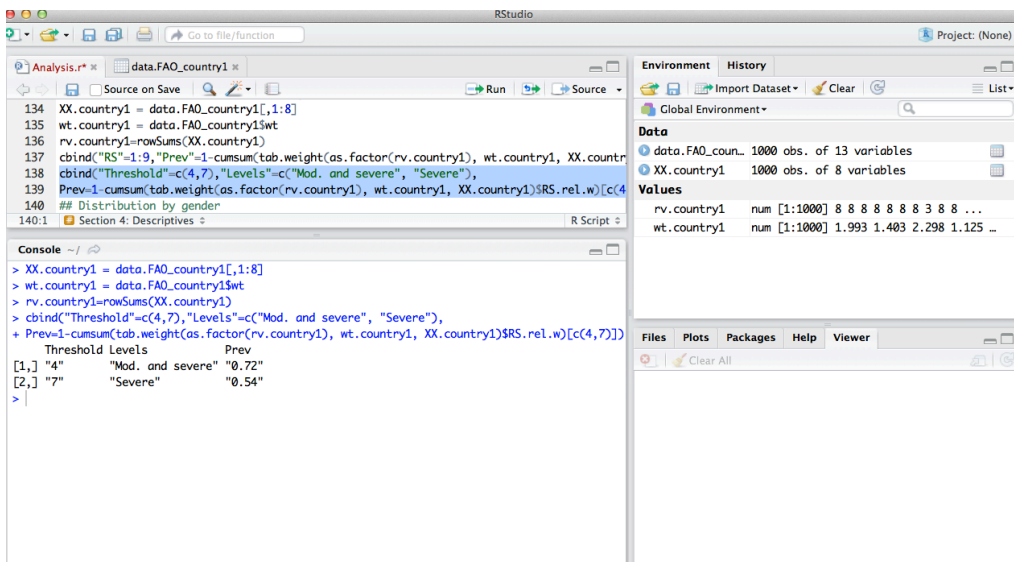 RStudio
Go to file/function
Project: (None)
Analysis.r*
data.FAO_country1
Source on Save
Run
Source
134 XX.country1 = data.FAO_country1[,1:8]
135 wt.country1 = data.FAO_country1$wt
136 rv.country1=rowSums(XX.country1)
137 cbind("RS"=1:9,"Prev"=1-cumsum(tab.weight(as.factor(rv.country1), wt.country1, XX.countr
138 cbind("Threshold"=c(4,7),"Levels"=c("Mod. and severe", "Severe"),
139 Prev=1-cumsum(tab.weight(as.factor(rv.country1), wt.country1, XX.country1)$RS.rel.w)[c(4
140 ## Distribution by gender
140:1 Section 4: Descriptives
R Script
Console ~/
> XX.country1 = data.FAO_country1[,1:8]
> wt.country1 = data.FAO_country1$wt
> rv.country1=rowSums(XX.country1)
> cbind("Threshold"=c(4,7),"Levels"=c("Mod. and severe", "Severe"),
+ Prev=1-cumsum(tab.weight(as.factor(rv.country1), wt.country1, XX.country1)$RS.rel.w)[c(4,7)])
Threshold Levels Prev
[1,] "4" "Mod. and severe" "0.72"
[2,] "7" "Severe" "0.54"
>
Environment History
Import Dataset Clear List
Global Environment
Data
data.FAO_coun… 1000 obs. of 13 variables
XX.country1 1000 obs. of 8 variables
Values
rv.country1 num [1:1000] 8 8 8 8 8 8 8 3 8 8 ...
wt.country1 num [1:1000] 1.993 1.403 2.298 1.125 …
Files Plots Packages Help Viewer
Clear All